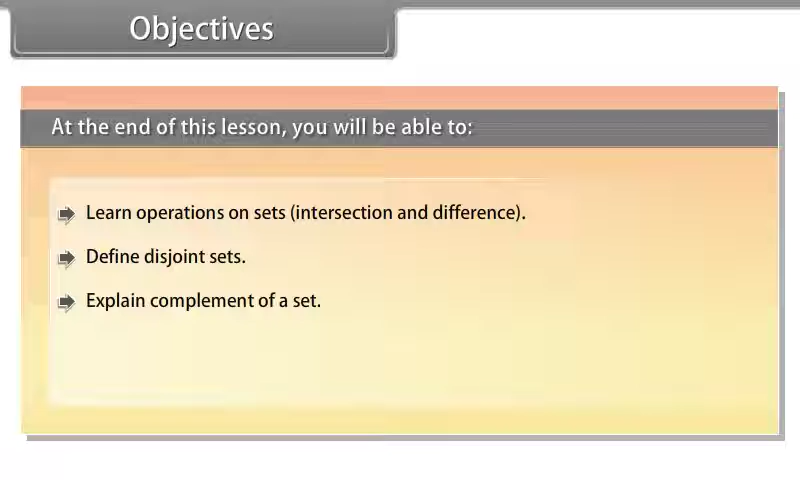 Objectives
At the end of this lesson, you will be able to:
Learn operations on sets (intersection and difference).
Define disjoint sets.
Explain complement of a set.